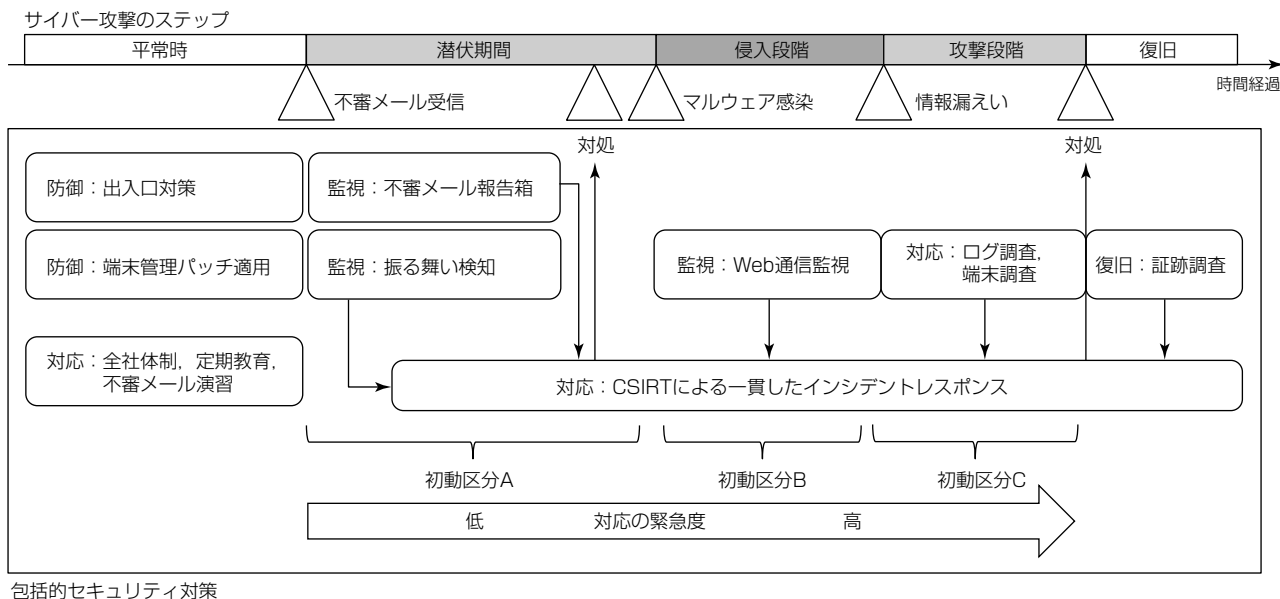 サイバー攻撃のステップ
平常時
潜伏期間
侵入段階
攻撃段階
復旧
時間経過
不審メール受信
マルウェア感染
情報漏えい
対処
対処
防御：出入口対策
監視：不審メール報告箱
防御：端末管理パッチ適用
監視：振る舞い検知
監視：Web通信監視
対応：ログ調査，
端末調査
復旧：証跡調査
対応：全社体制，定期教育，
不審メール演習
対応：CSIRTによる一貫したインシデントレスポンス
初動区分A
初動区分B
初動区分C
低
対応の緊急度
高
包括的セキュリティ対策